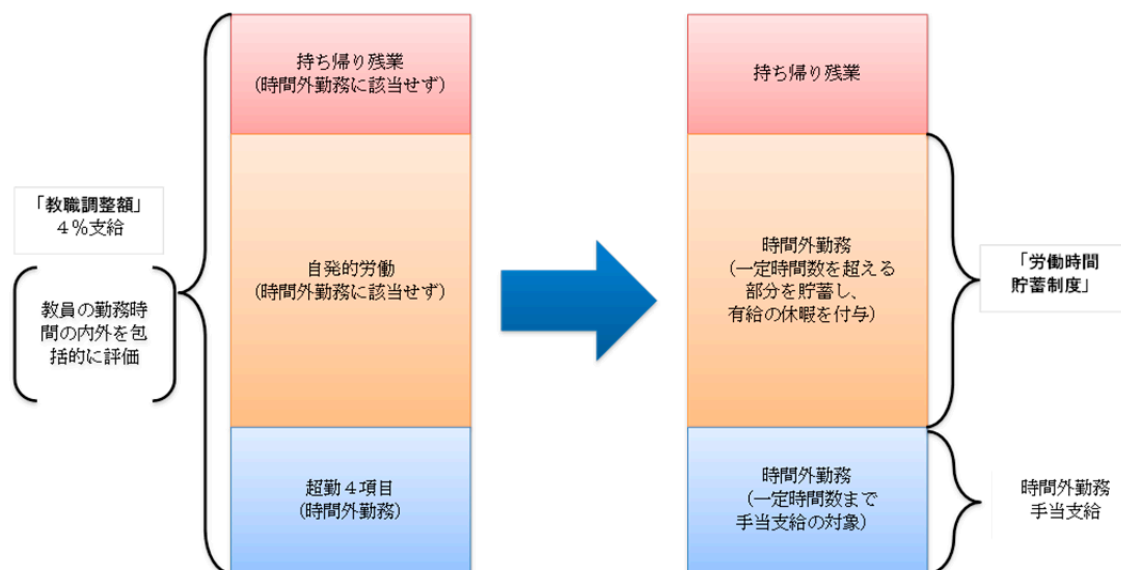 持ち帰り残業
(時間外勤務に該当せず)
「教職調整額」
４％支給
教員の勤務時
間の内外を包
括的に評価
自発的労働
(時間外勤務に該当せず)
超勤４項目
(時間外勤務)
持ち帰り残業
時間外勤務
(一定時間数を超える
部分を貯蓄し、
有給の休暇を付与)
「労働時間
貯蓄制度」
時間外勤務
(一定時間数まで
手当支給の対象)
時間外勤務
手当支給